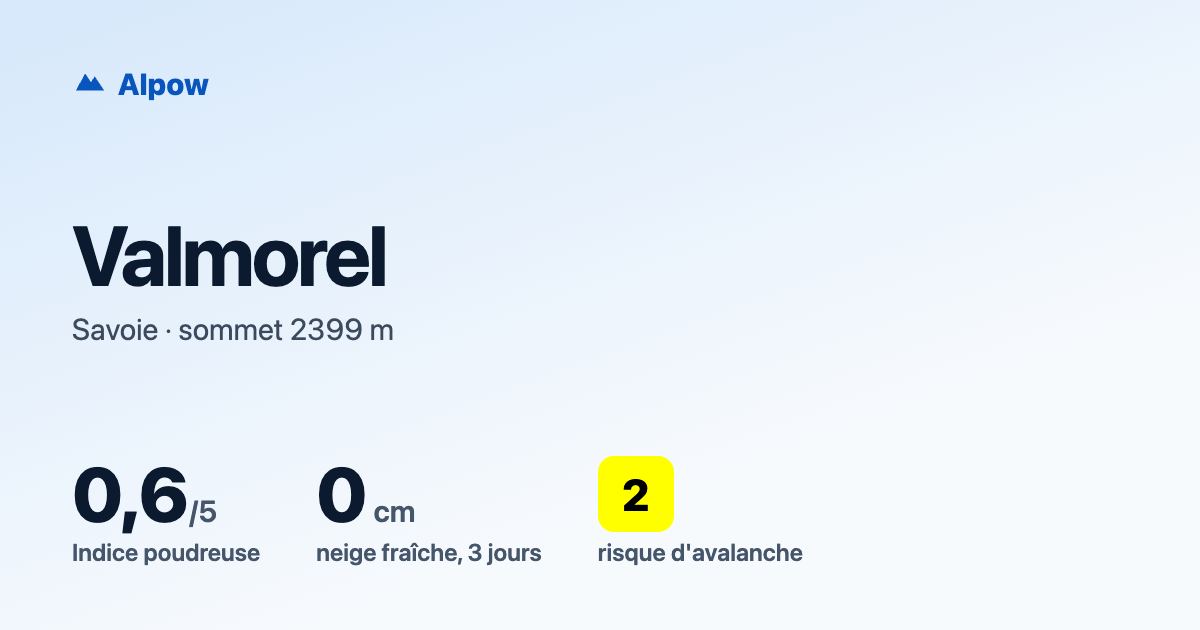 Alpow
Valmorel
Savoie · sommet 2399 m
0,6/5
Indice poudreuse
0 cm
neige fraîche, 3 jours
2
risque d'avalanche